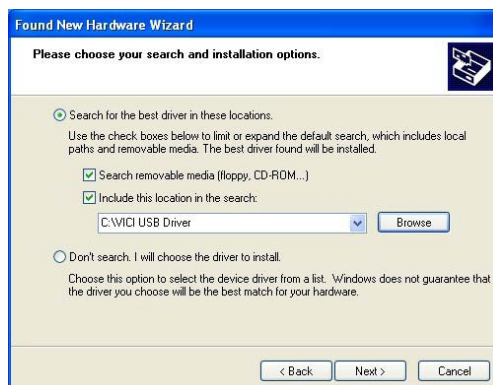 Found New Hardware Wizard
Please choose your search and installation options.
Search for the best driver in these locations.
Use the check boxes below to limit or expand the default search, which includes local
paths and removable media. The best driver found will be installed.
Search removable media (floppy, CD-ROM...)
Include this location in the search:
C:\VICI USB Driver
Browse
Don't search. I will choose the driver to install.
Choose this option to select the device driver from a list. Windows does not guarantee that
the driver you choose will be the best match for your hardware.
< Back
Next >
Cancel